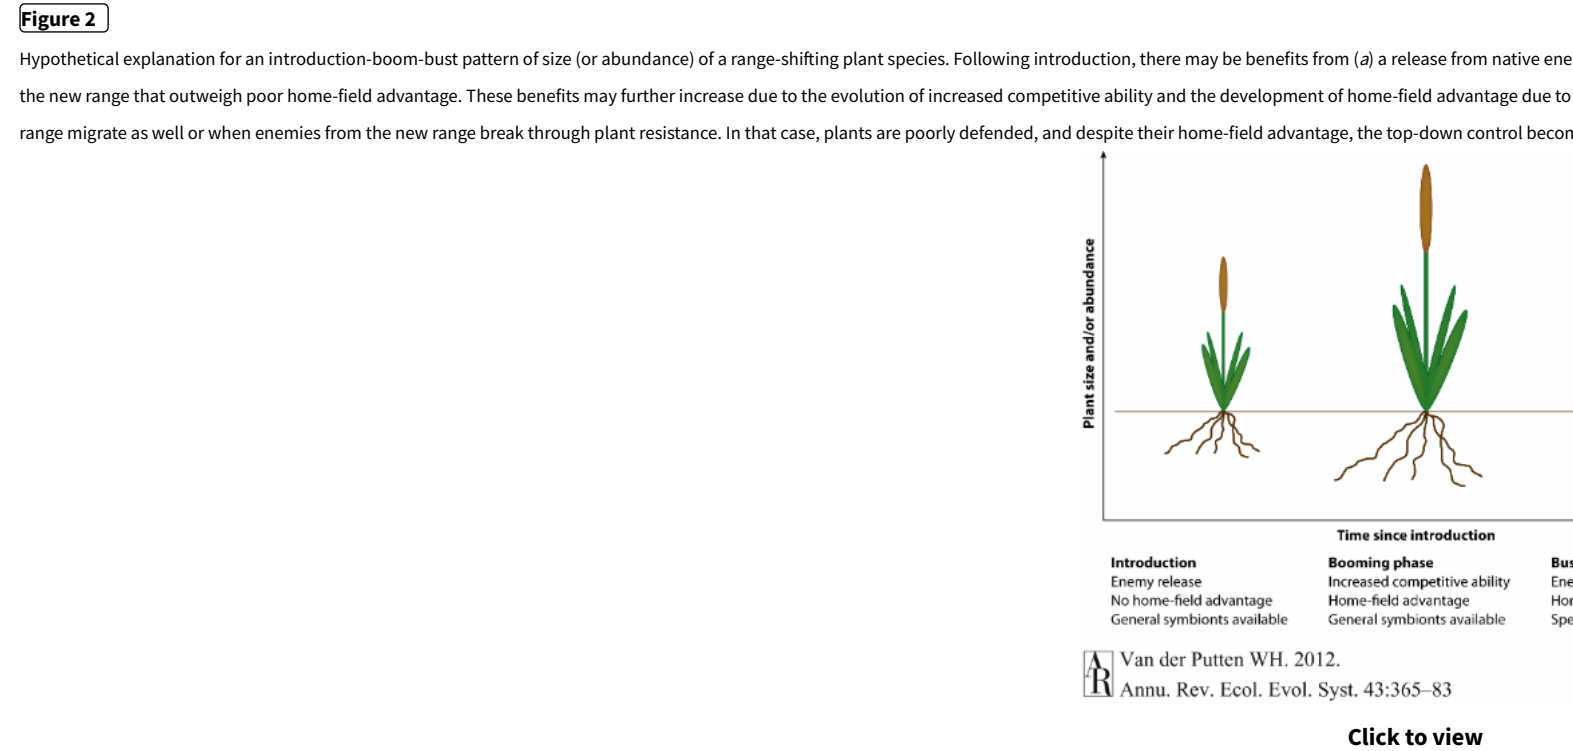 Figure 2
Hypothetical explanation for an introduction-boom-bust pattern of size (or abundance) of a range-shifting plant species. Following introduction, there may be benefits from (a) a release from native ene
the new range that outweigh poor home-field advantage. These benefits may further increase due to the evolution of increased competitive ability and the development of home-field advantage due to
range migrate as well or when enemies from the new range break through plant resistance. In that case, plants are poorly defended, and despite their home-field advantage, the top-down control becom
Plant size and/or abundance
Time since introduction
Introduction
Enemy release
No home-field advantage
General symbionts available
Booming phase
Increased competitive ability
Home-field advantage
General symbionts available
Bus
Ene
Hor
Spe
AR
Van der Putten WH. 2012.
Annu. Rev. Ecol. Evol. Syst. 43:365–83
Click to view